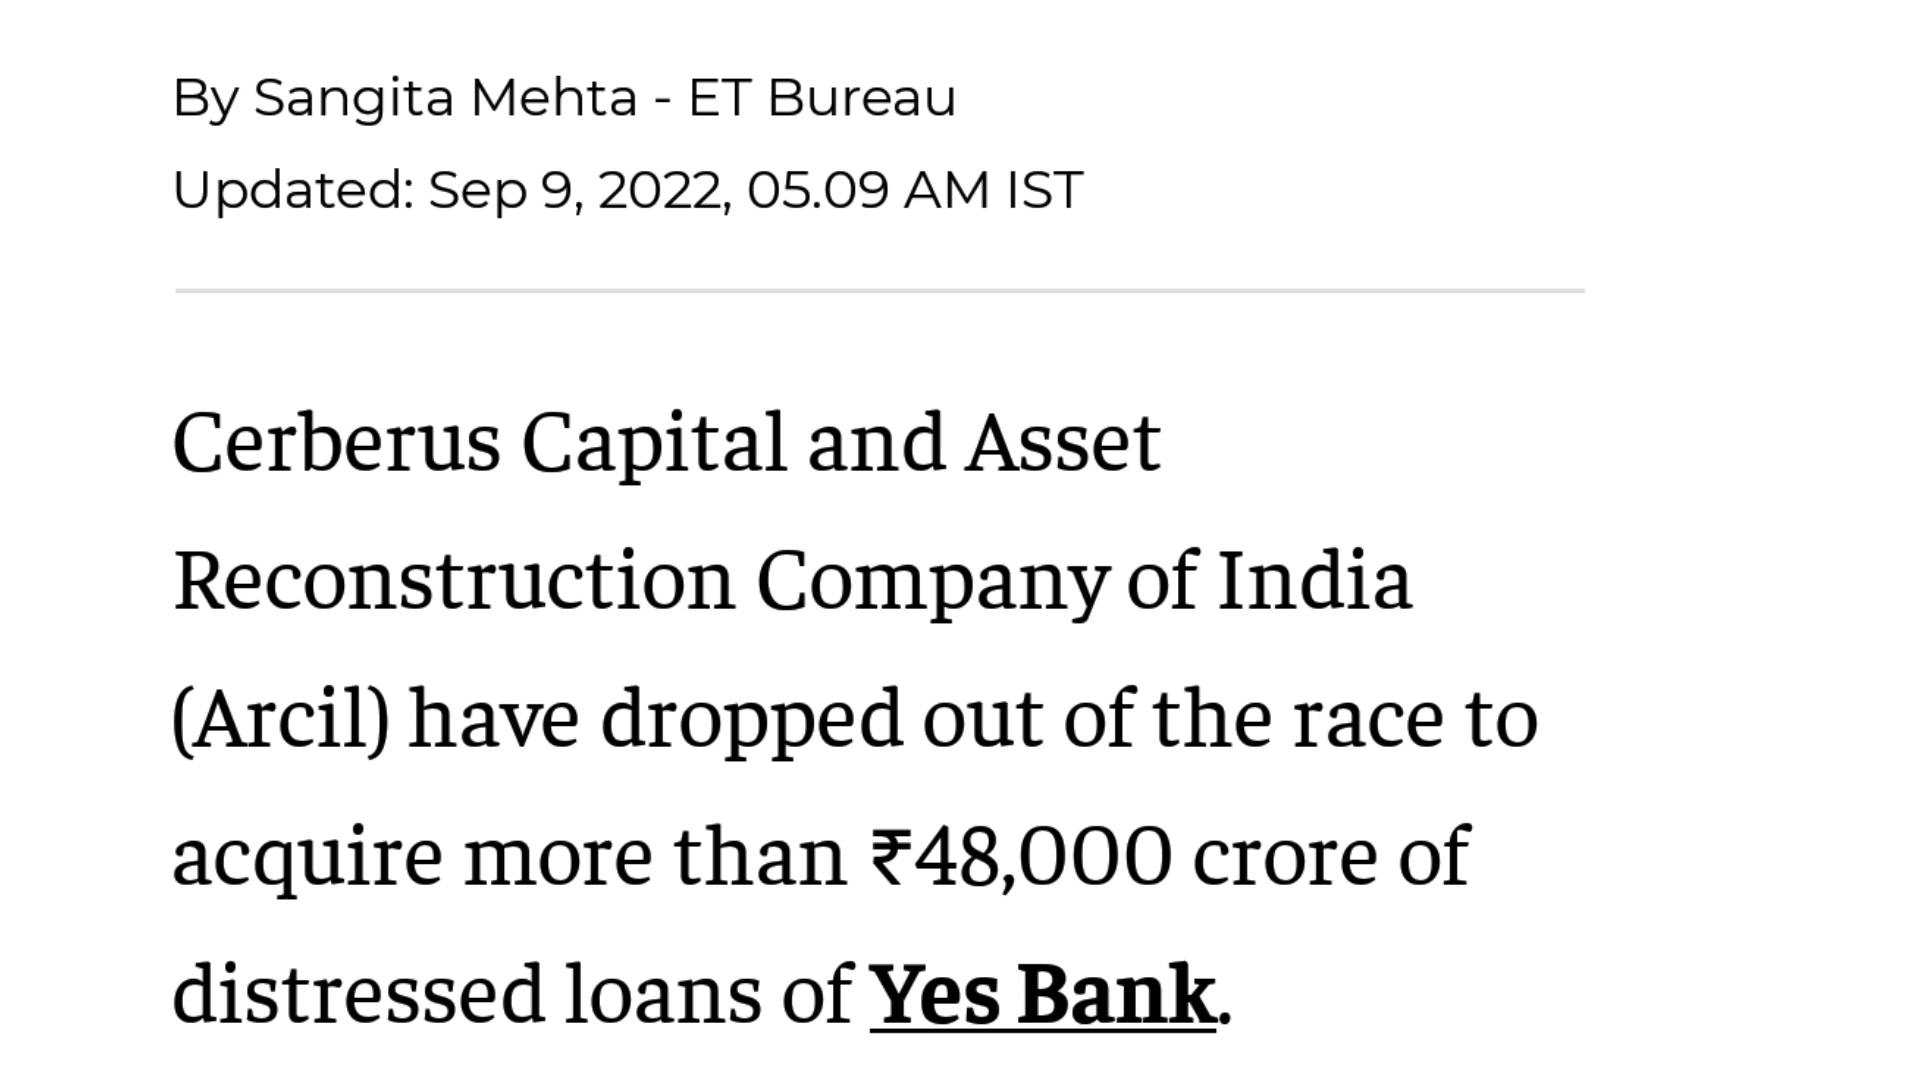 By Sangita Mehta - ET Bureau
Updated: Sep 9, 2022, 05.09 AM IST
Cerberus Capital and Asset
Reconstruction Company of India
(Arcil) have dropped out of the race to
acquire more than ₹48,000 crore of
distressed loans of Yes Bank.